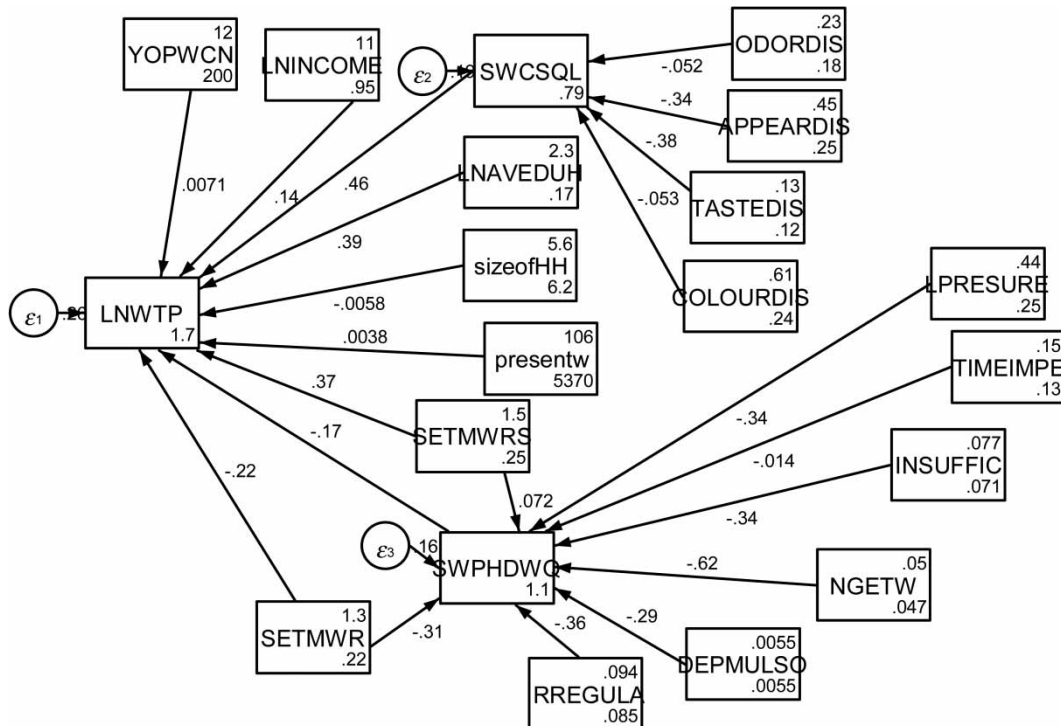 12
YOPWCN
200
11
LNINCOME
.95
ε2
SWCSQL
.79
.23
ODORDIS
.18
-.052
-.34
.45
APPEARDIS
.25
-.38
2.3
LNAVEDUH
.17
.13
TASTEDIS
.12
.0071
.14
.46
-.053
.39
5.6
sizeofHH
6.2
.61
COLOURDIS
.24
.44
LPRESURE
.25
ε1
LNWTP
1.7
-.0058
.0038
106
presentw
5370
.15
TIMEIMPE
.13
.37
1.5
SETMWRS
.25
-.34
-.17
-.014
.077
INSUFFIC
.071
-.22
.072
-.34
ε3
.16
SWPHDWQ
1.1
-.62
.05
NGETW
.047
1.3
SETMWR
.22
-.31
-.36
-.29
.0055
DEPMULSO
.0055
.094
RREGULA
.085